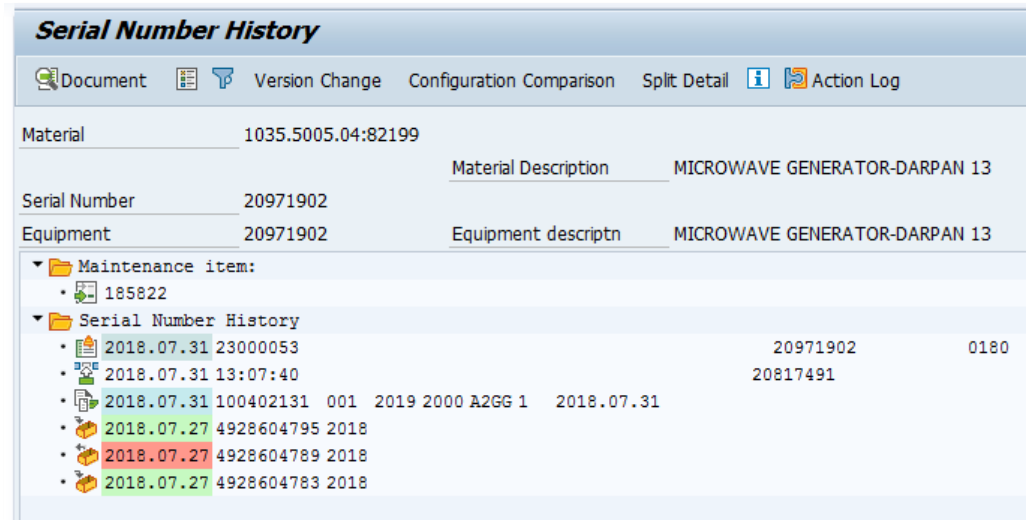 Serial Number History
Document Version Change Configuration Comparison Split Detail Action Log
Material 1035.5005.04:82199
Material Description MICROWAVE GENERATOR-DARPAN 13
Serial Number 20971902
Equipment 20971902 Equipment descriptn MICROWAVE GENERATOR-DARPAN 13
Maintenance item:
185822
Serial Number History
2018.07.31 23000053 20971902 0180
2018.07.31 13:07:40 20817491
2018.07.31 100402131 001 2019 2000 A2GG 1 2018.07.31
2018.07.27 4928604795 2018
2018.07.27 4928604789 2018
2018.07.27 4928604783 2018